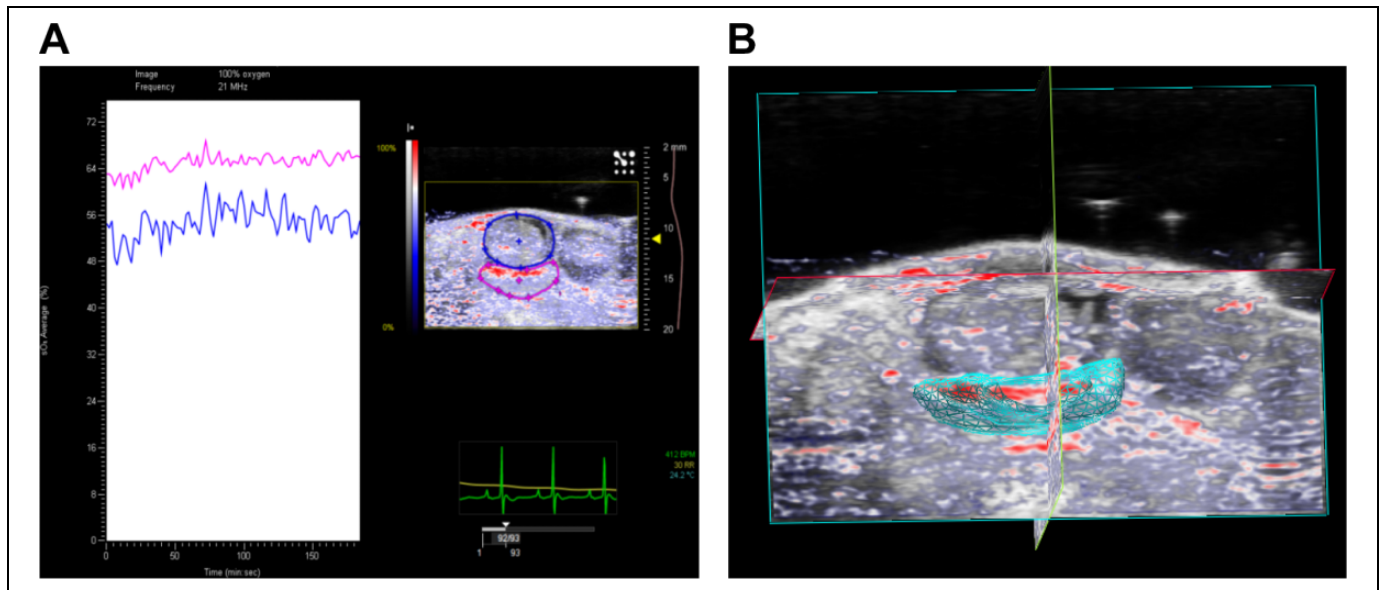 A
B
Image 100% oxygen
Frequency 21 MHz
72
64
56
48
40
32
24
16
8
0
sO₂ Average (%)
0 50 100 150
Time (min:sec)
100%
0%
2 mm
5
10
15
20
412 BPM
30 RR
24.2 °C
92/93
1 93